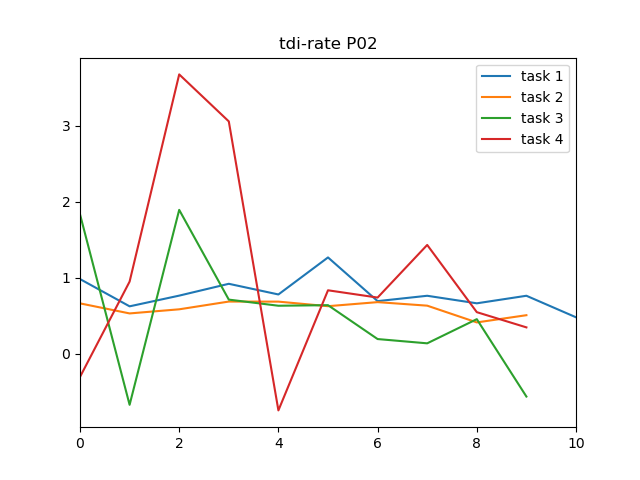 tdi-rate P02
task 1
task 2
task 3
task 4
3
2
1
0
0 2 4 6 8 10